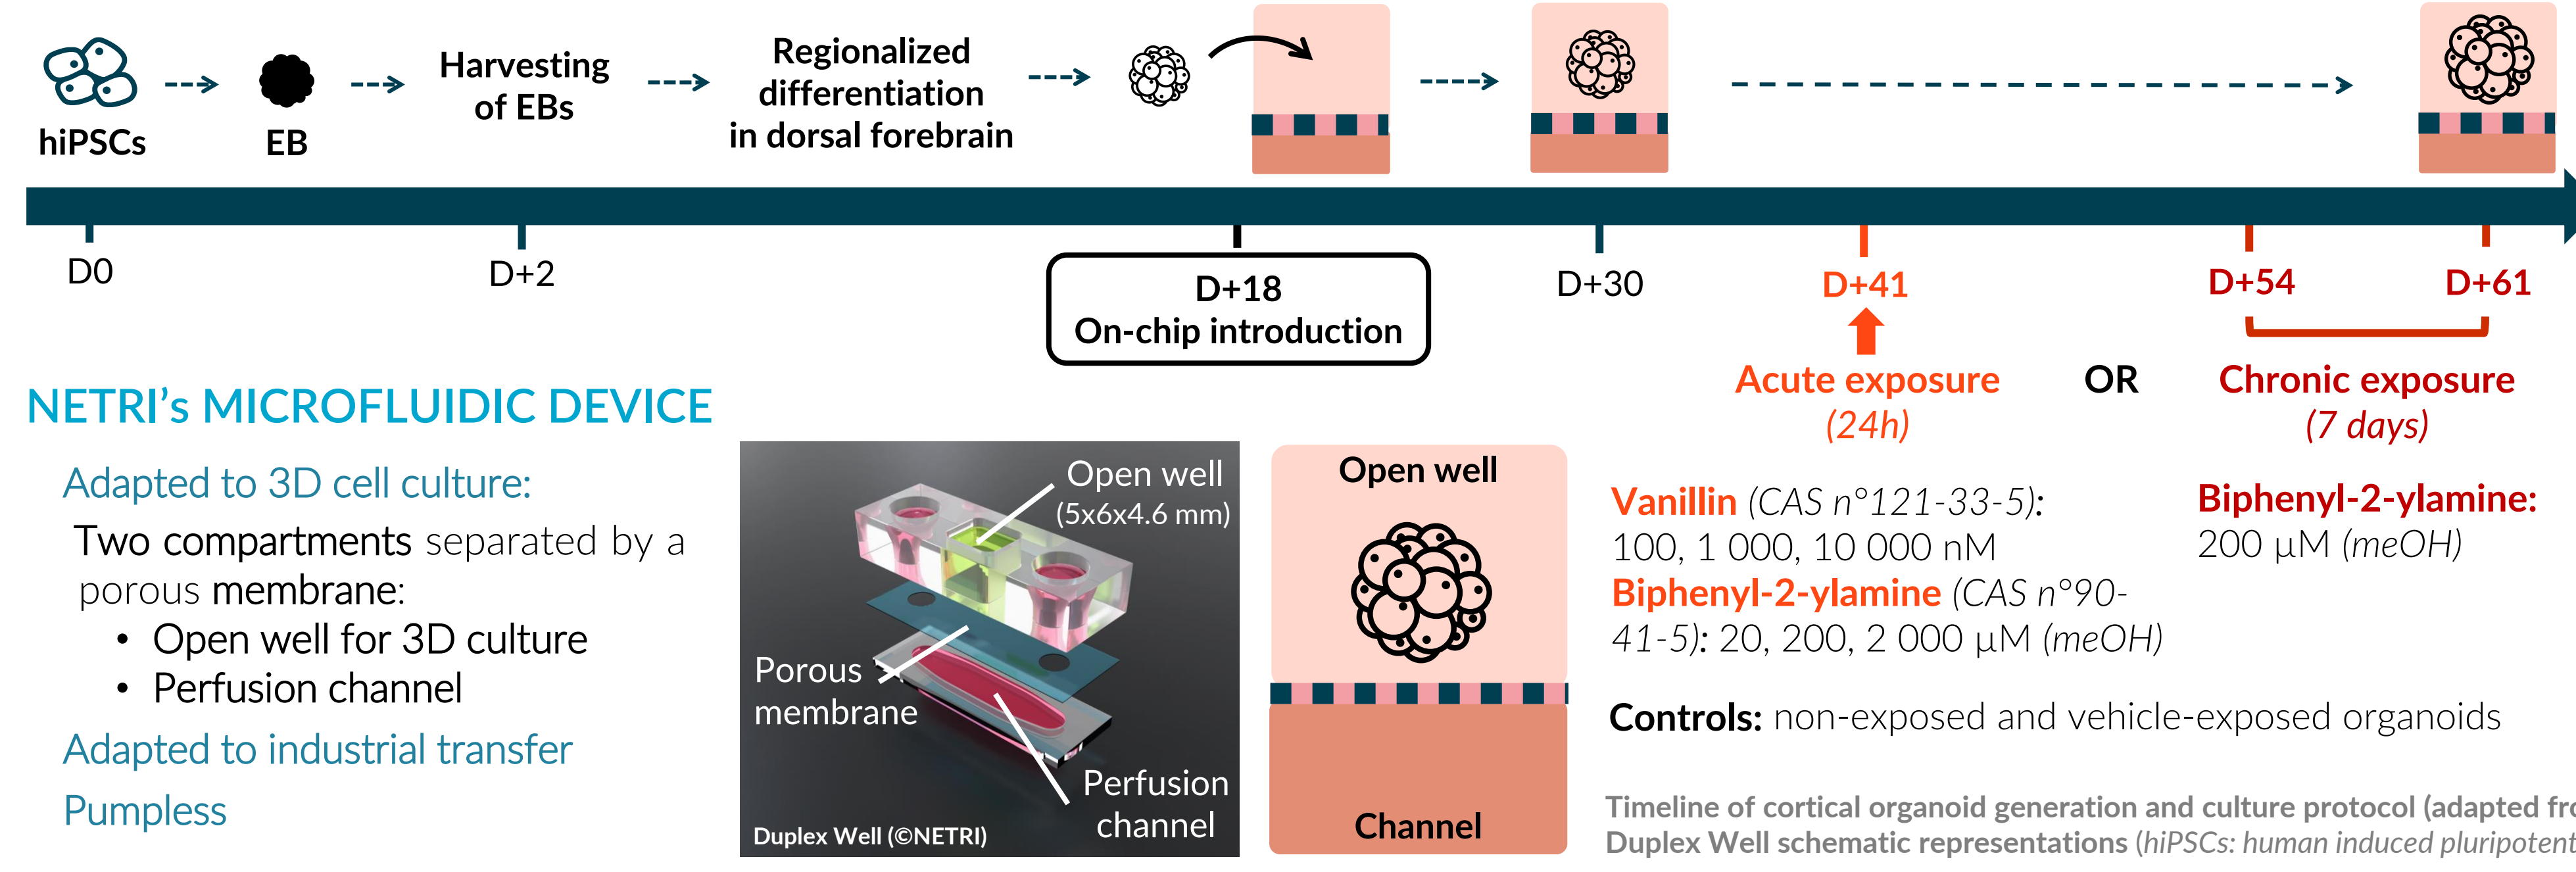 hiPSCs
EB
Harvesting
of EBs
Regionalized
differentiation
in dorsal forebrain
D0
D+2
D+18
On-chip introduction
D+30
D+41
D+54
D+61
Acute exposure
(24h)
OR
Chronic exposure
(7 days)
NETRI’s MICROFLUIDIC DEVICE
Adapted to 3D cell culture:
Two compartments separated by a
porous membrane:
• Open well for 3D culture
• Perfusion channel
Adapted to industrial transfer
Pumpless
Open well
(5x6x4.6 mm)
Porous
membrane
Perfusion
channel
Duplex Well (©NETRI)
Open well
Channel
Vanillin (CAS n°121-33-5):
100, 1 000, 10 000 nM
Biphenyl-2-ylamine (CAS n°90-
41-5): 20, 200, 2 000 µM (meOH)
Biphenyl-2-ylamine:
200 µM (meOH)
Controls: non-exposed and vehicle-exposed organoids
Timeline of cortical organoid generation and culture protocol (adapted
Duplex Well schematic representations (hiPSCs: human induced pluripotent